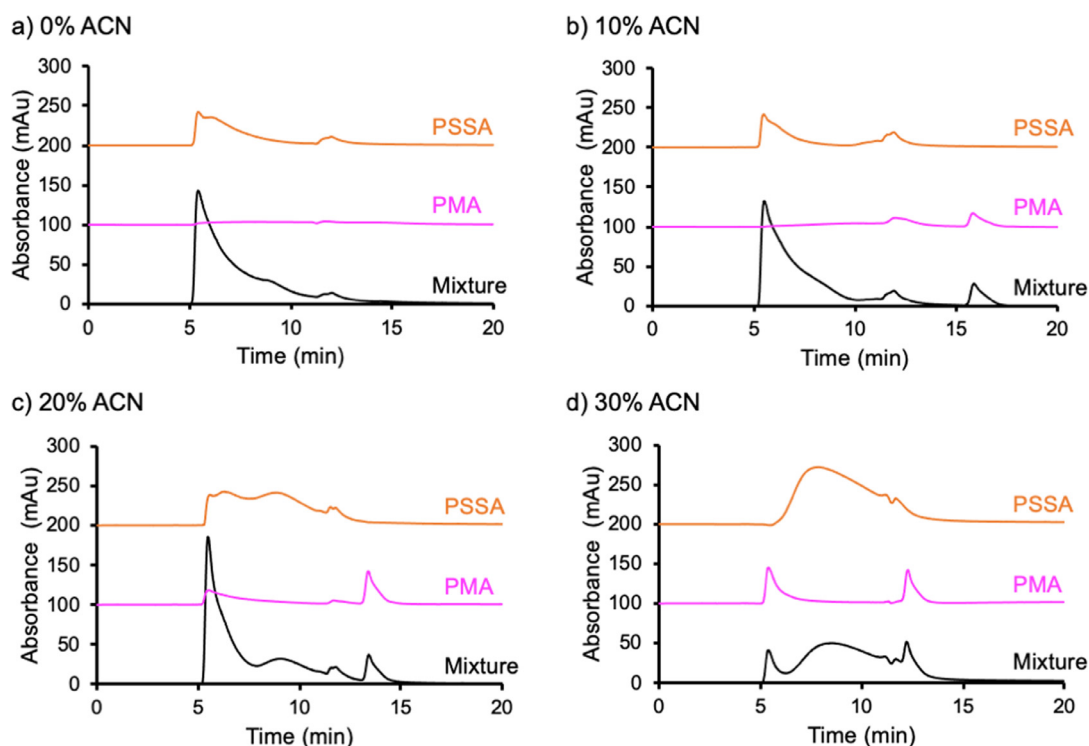 a) 0% ACN
300
250
200
150
100
50
0
Absorbance (mAu)
PSSA
PMA
Mixture
0 5 10 15 20
Time (min)
b) 10% ACN
300
250
200
150
100
50
0
Absorbance (mAu)
PSSA
PMA
Mixture
0 5 10 15 20
Time (min)
c) 20% ACN
300
250
200
150
100
50
0
Absorbance (mAu)
PSSA
PMA
Mixture
0 5 10 15 20
Time (min)
d) 30% ACN
300
250
200
150
100
50
0
Absorbance (mAu)
PSSA
PMA
Mixture
0 5 10 15 20
Time (min)